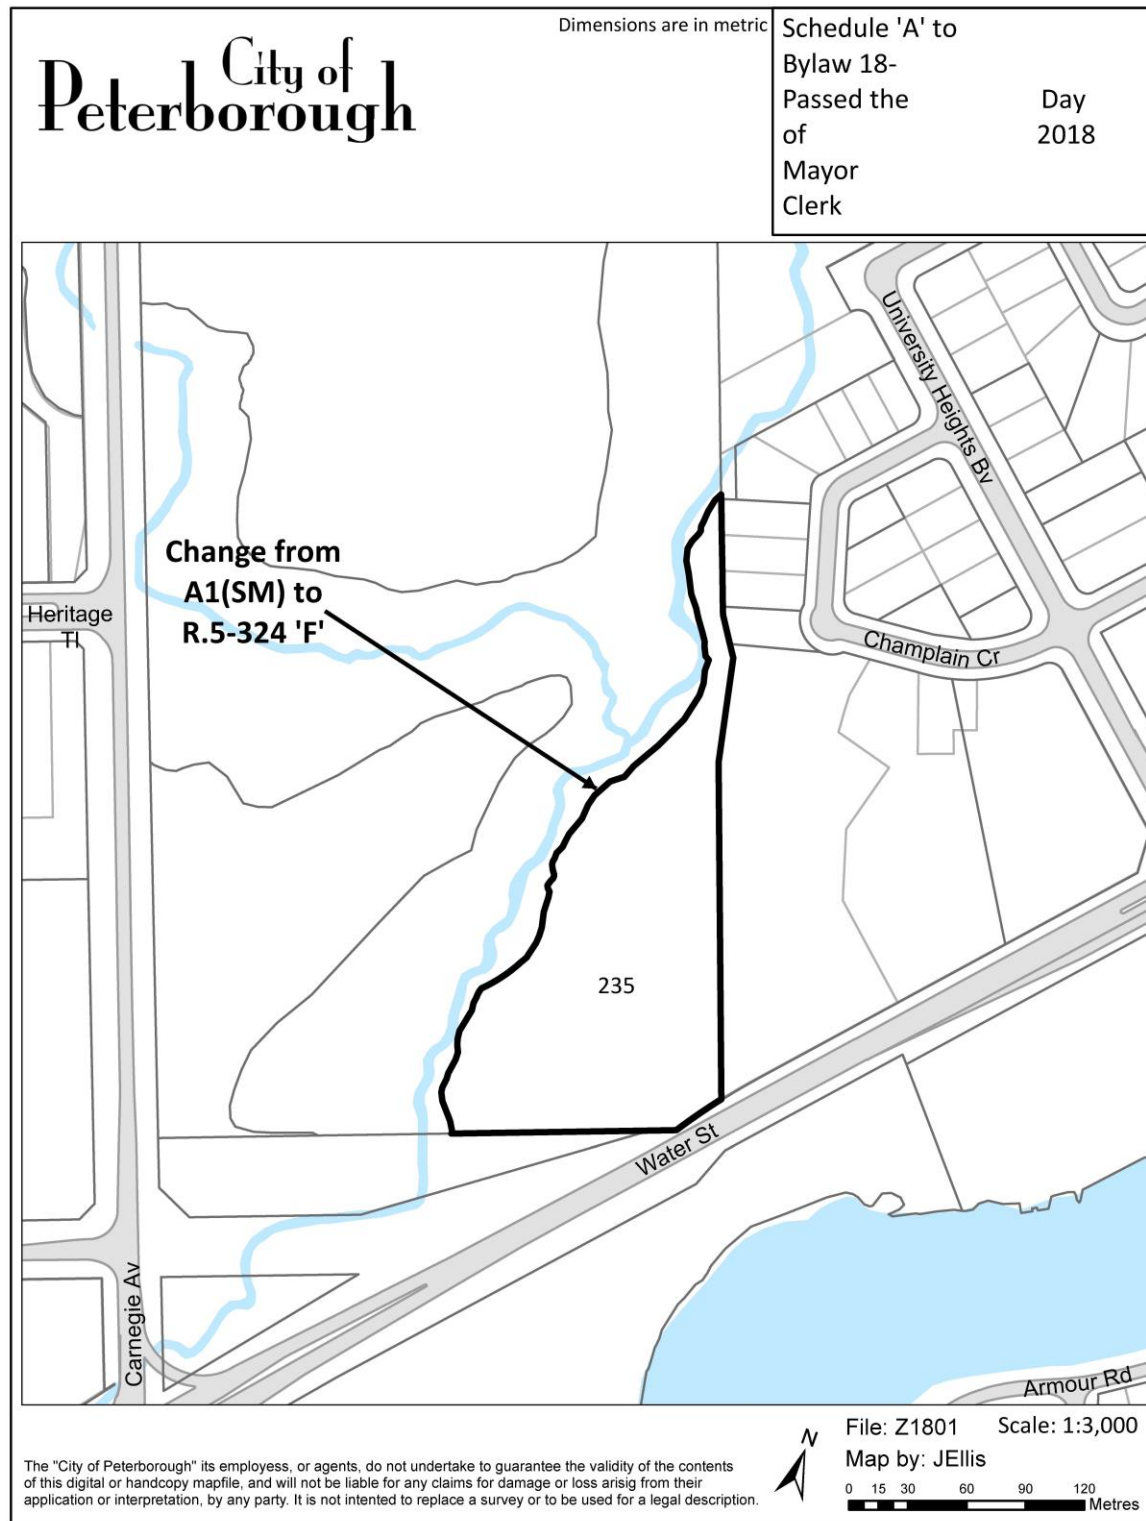 City of
Peterborough
Dimensions are in metric
Schedule 'A' to
Bylaw 18-
Passed the Day
of 2018
Mayor
Clerk
University Heights Bv
Change from
A1(SM) to
R.5-324 'F'
Heritage
Tl
Champlain Cr
235
Water St
Carnegie Av
Armour Rd
The "City of Peterborough" its employess, or agents, do not undertake to guarantee the validity of the contents
of this digital or handcopy mapfile, and will not be liable for any claims for damage or loss arisig from their
application or interpretation, by any party. It is not intended to replace a survey or to be used for a legal description.
N
File: Z1801 Scale: 1:3,000
Map by: JEllis
0 15 30 60 90 120
Metres